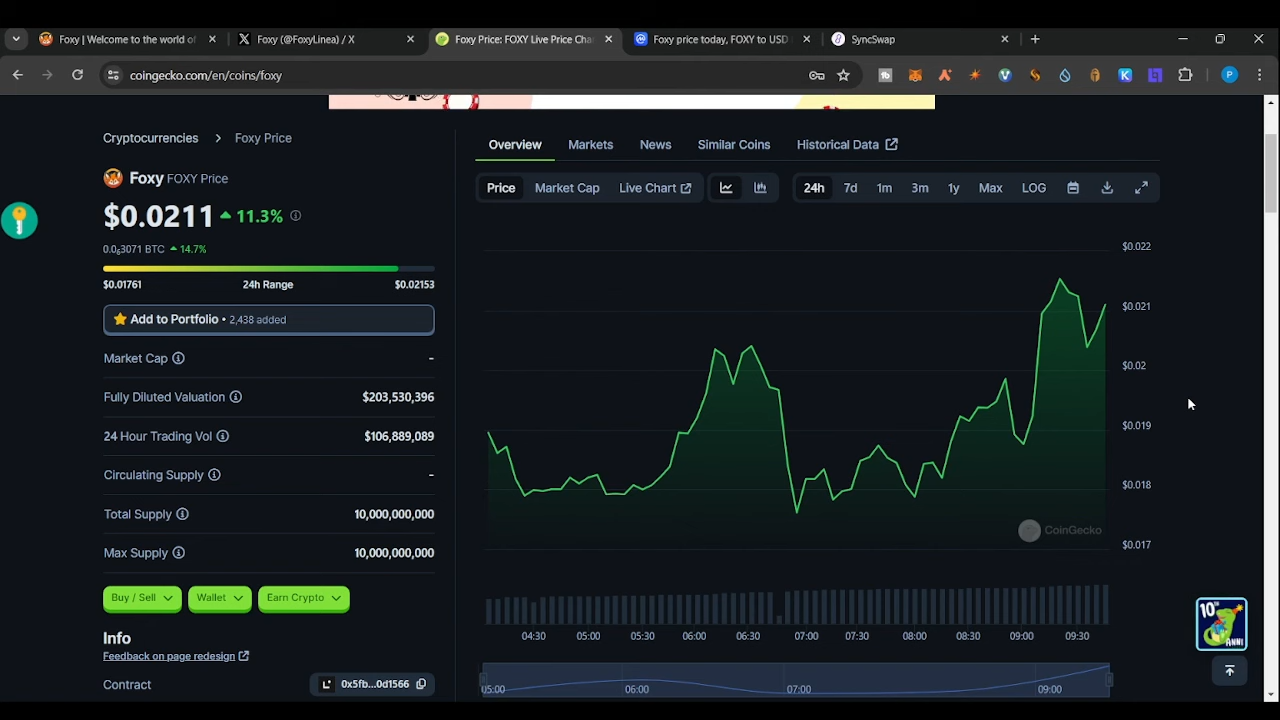 Foxy | Welcome to the world of
Foxy (@FoxyLinea) / X
Foxy Price: FOXY Live Price Cha
Foxy price today, FOXY to USD
SyncSwap
coingecko.com/en/coins/foxy
P
Cryptocurrencies > Foxy Price
Overview
Markets
News
Similar Coins
Historical Data
Foxy FOXY Price
Price
Market Cap
Live Chart
24h
7d
1m
3m
1y
Max
LOG
$0.0211 11.3%
0.0₆3071 BTC 14.7%
$0.01761 24h Range $0.02153
Add to Portfolio • 2,438 added
Market Cap -
Fully Diluted Valuation $203,530,396
24 Hour Trading Vol $106,889,089
Circulating Supply -
Total Supply 10,000,000,000
Max Supply 10,000,000,000
Buy / Sell
Wallet
Earn Crypto
Info
Feedback on page redesign
Contract 0x5fb...0d1566
$0.022
$0.021
$0.02
$0.019
$0.018
$0.017
CoinGecko
04:30 05:00 05:30 06:00 06:30 07:00 07:30 08:00 08:30 09:00 09:30
05:00 06:00 07:00 09:00
10th
ANNI